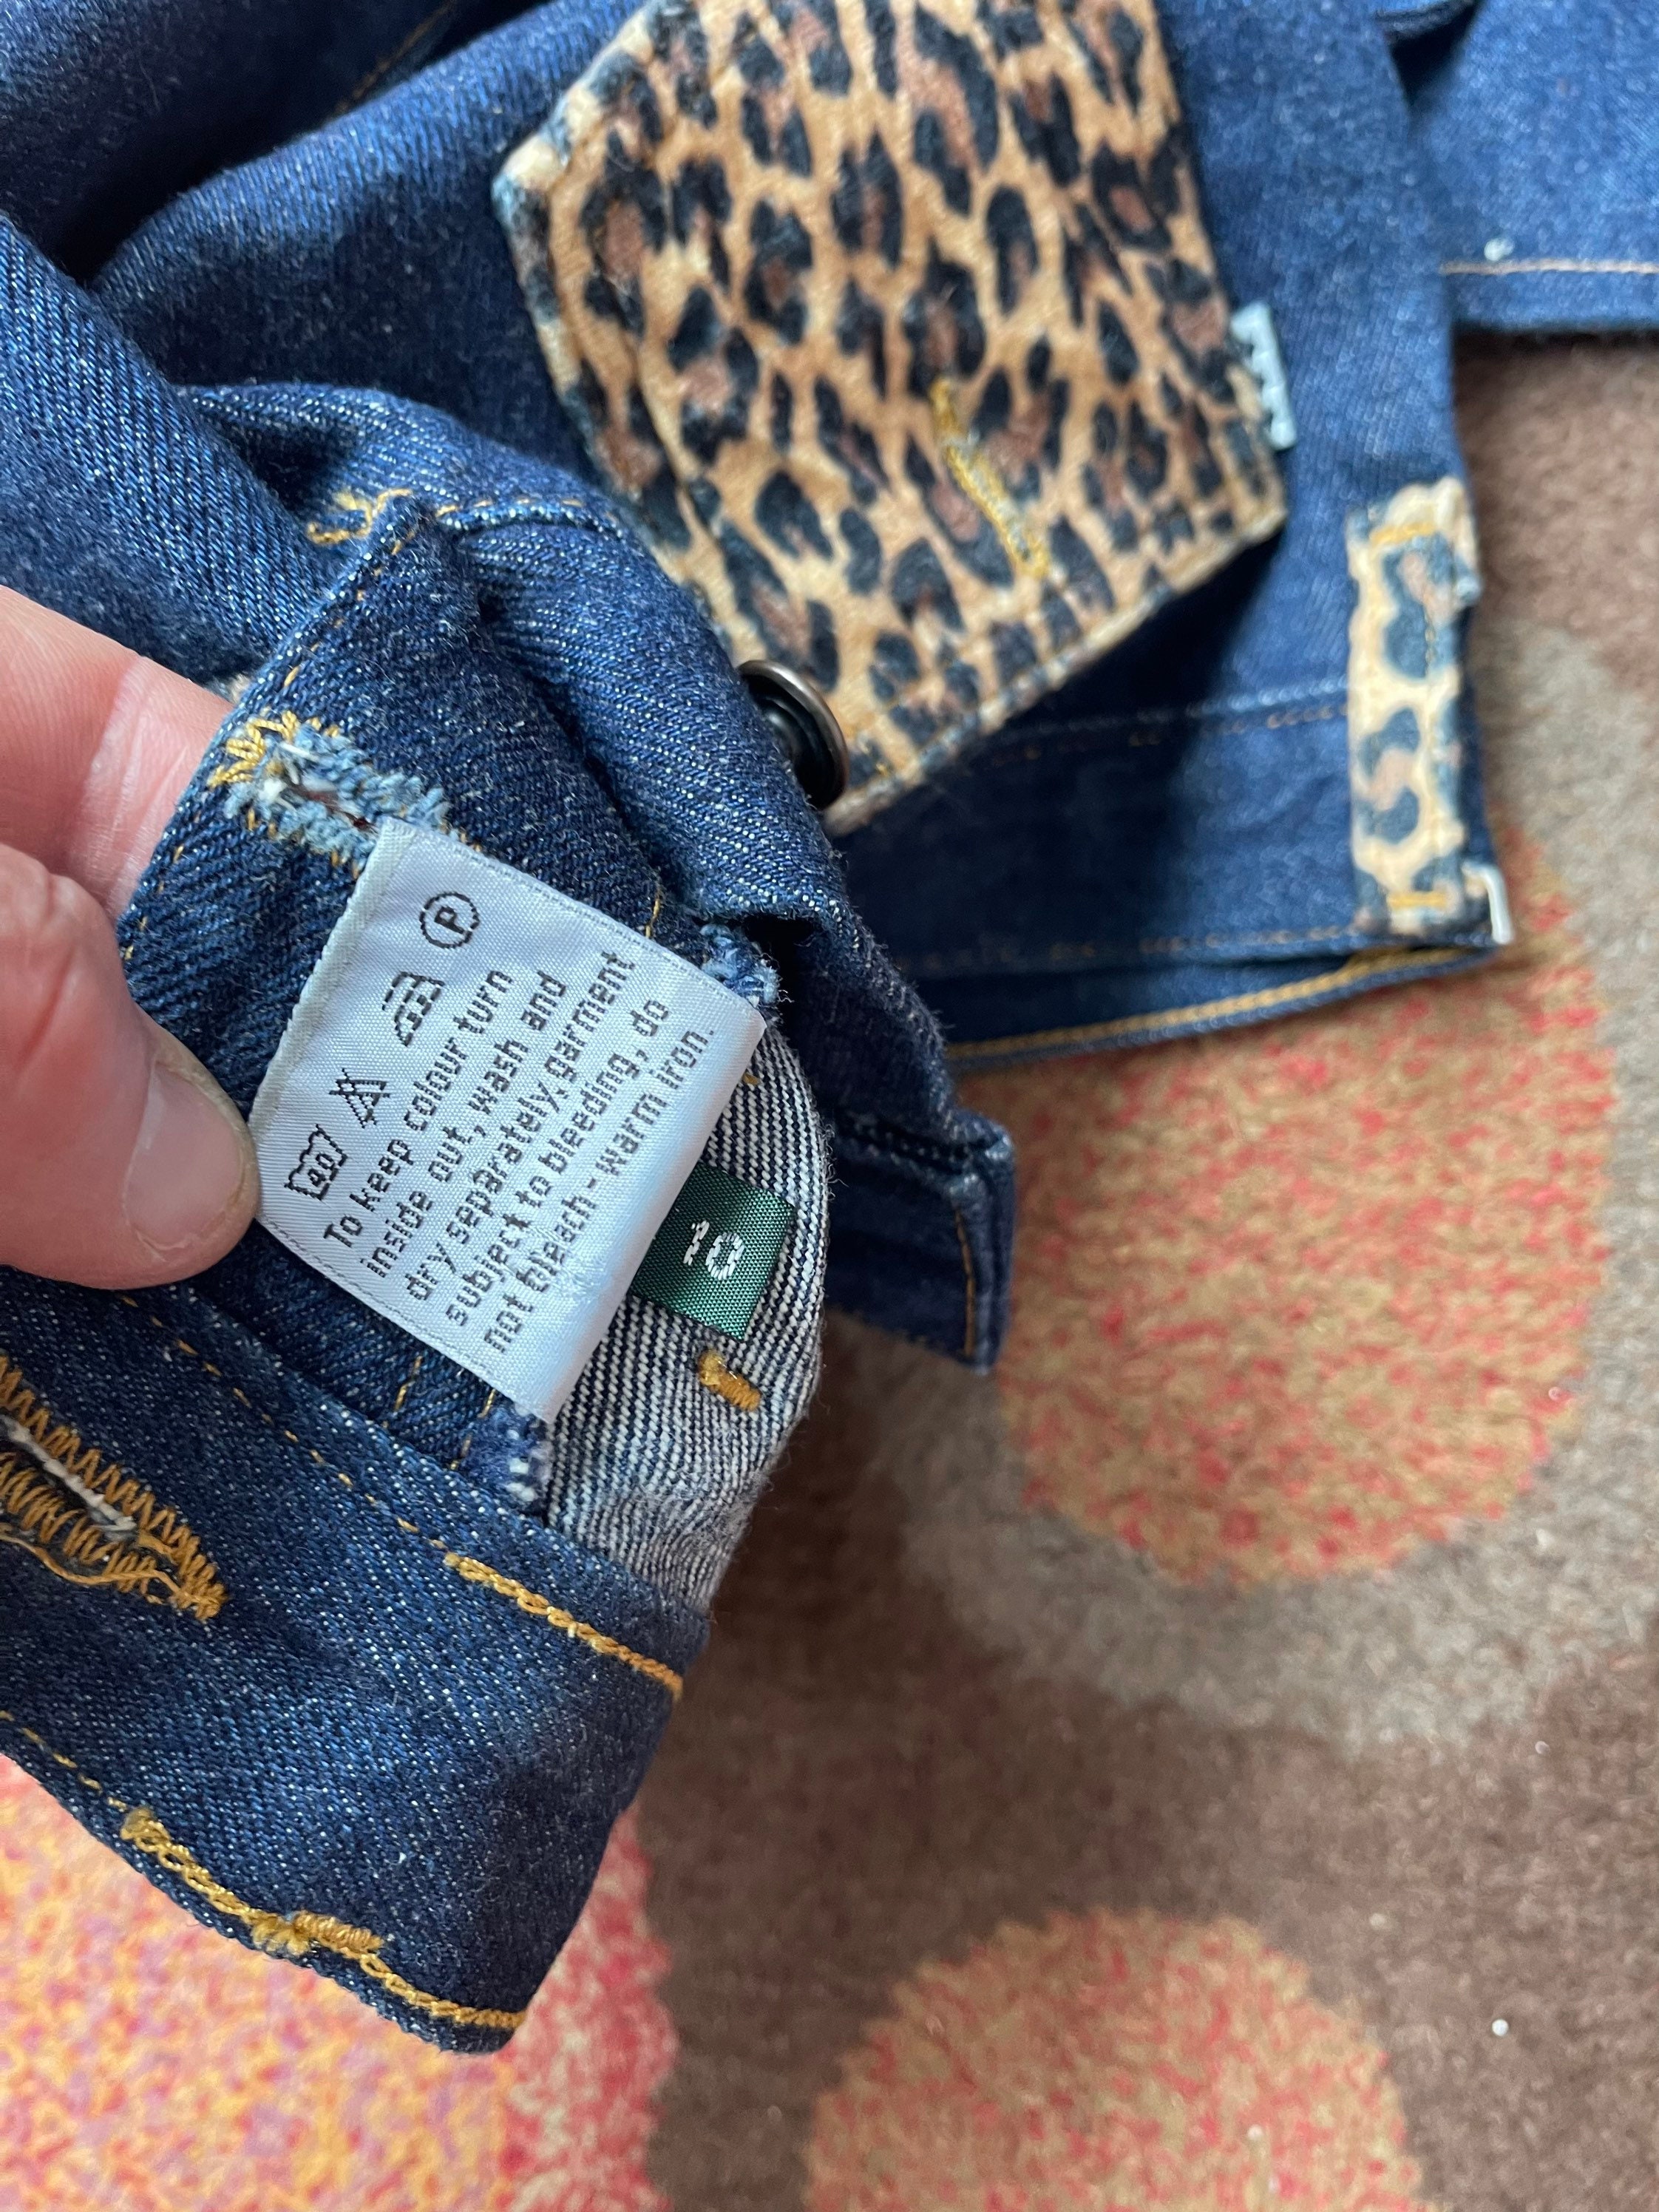 40
P
To keep colour turn
inside out, wash and
dry separately, garment
subject to bleeding, do
not bleach-warm iron.
10